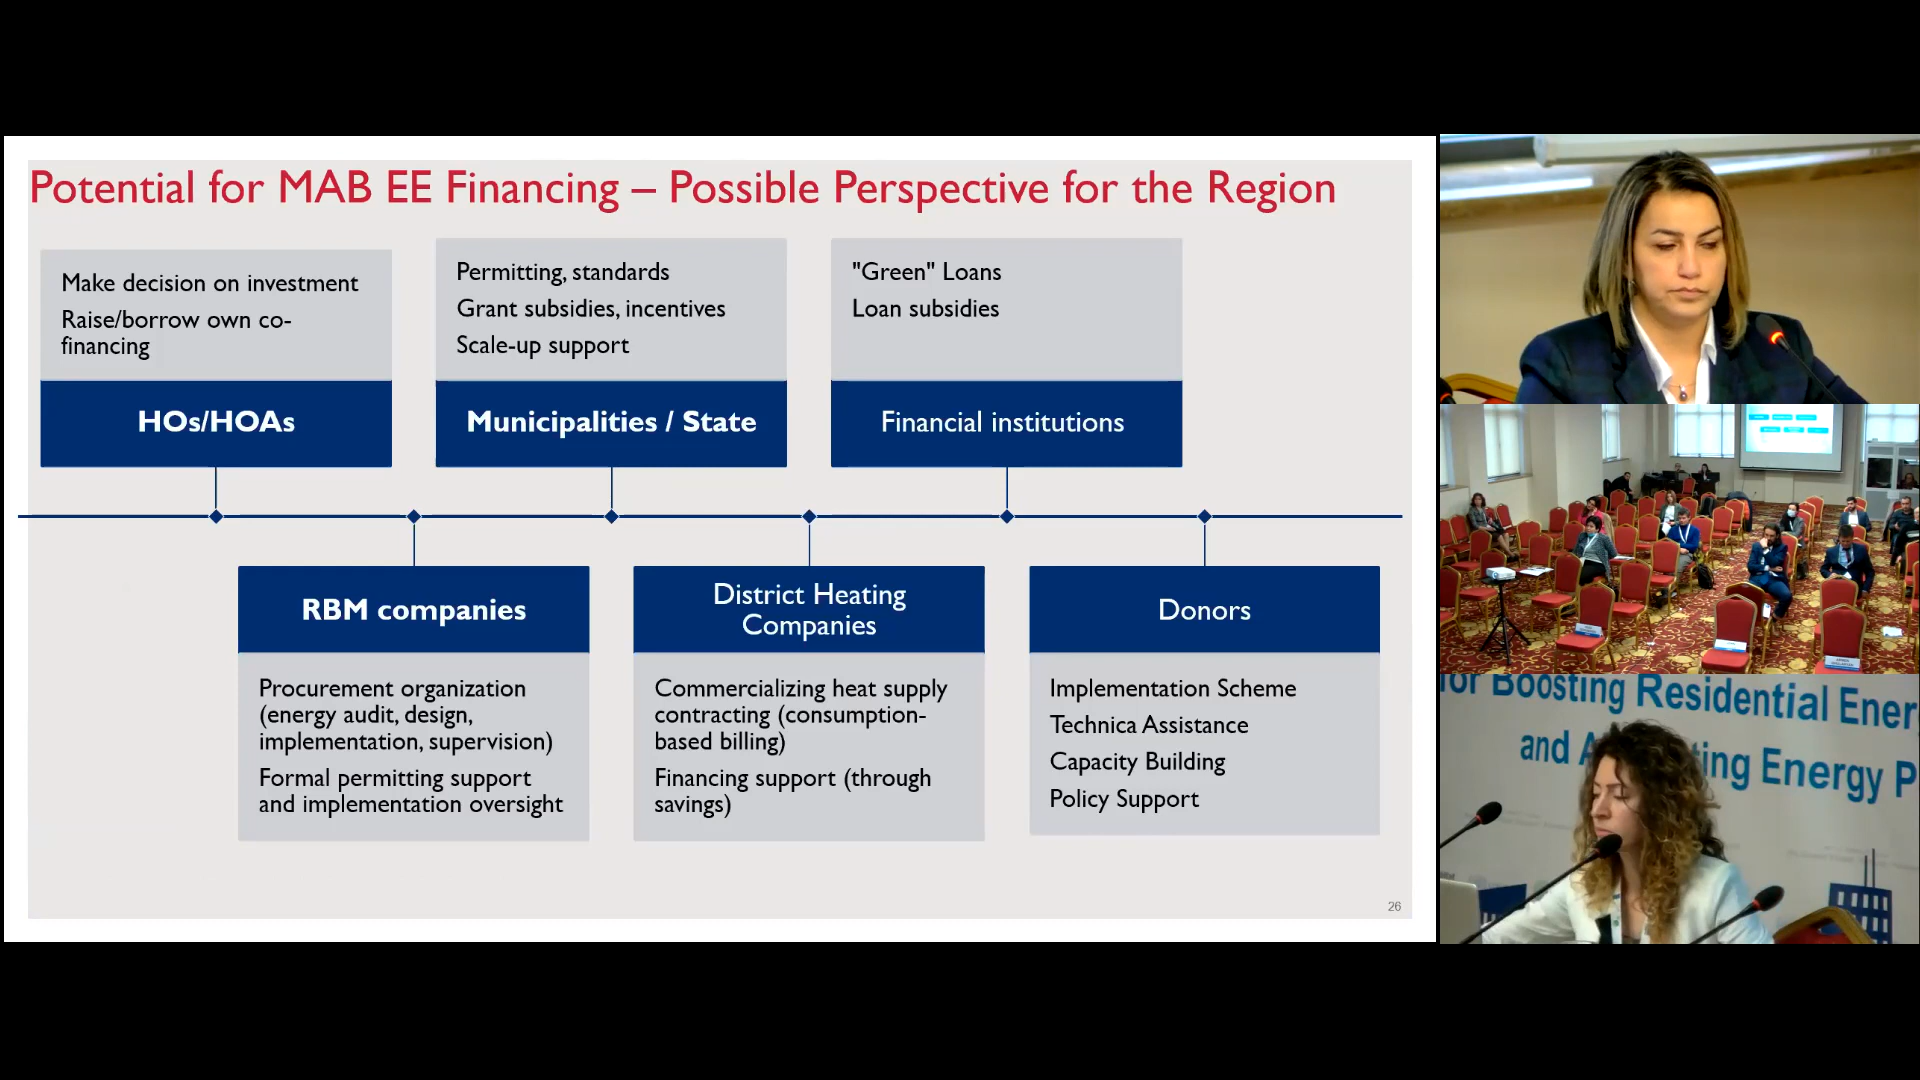 Potential for MAB EE Financing – Possible Perspective for the Region
Make decision on investment
Raise/borrow own co-
financing
HOs/HOAs
Permitting, standards
Grant subsidies, incentives
Scale-up support
Municipalities / State
"Green" Loans
Loan subsidies
Financial institutions
RBM companies
Procurement organization
(energy audit, design,
implementation, supervision)
Formal permitting support
and implementation oversight
District Heating
Companies
Commercializing heat supply
contracting (consumption-
based billing)
Financing support (through
savings)
Donors
Implementation Scheme
Technica Assistance
Capacity Building
Policy Support
26
for Boosting Residential Ener
and A ting Energy P